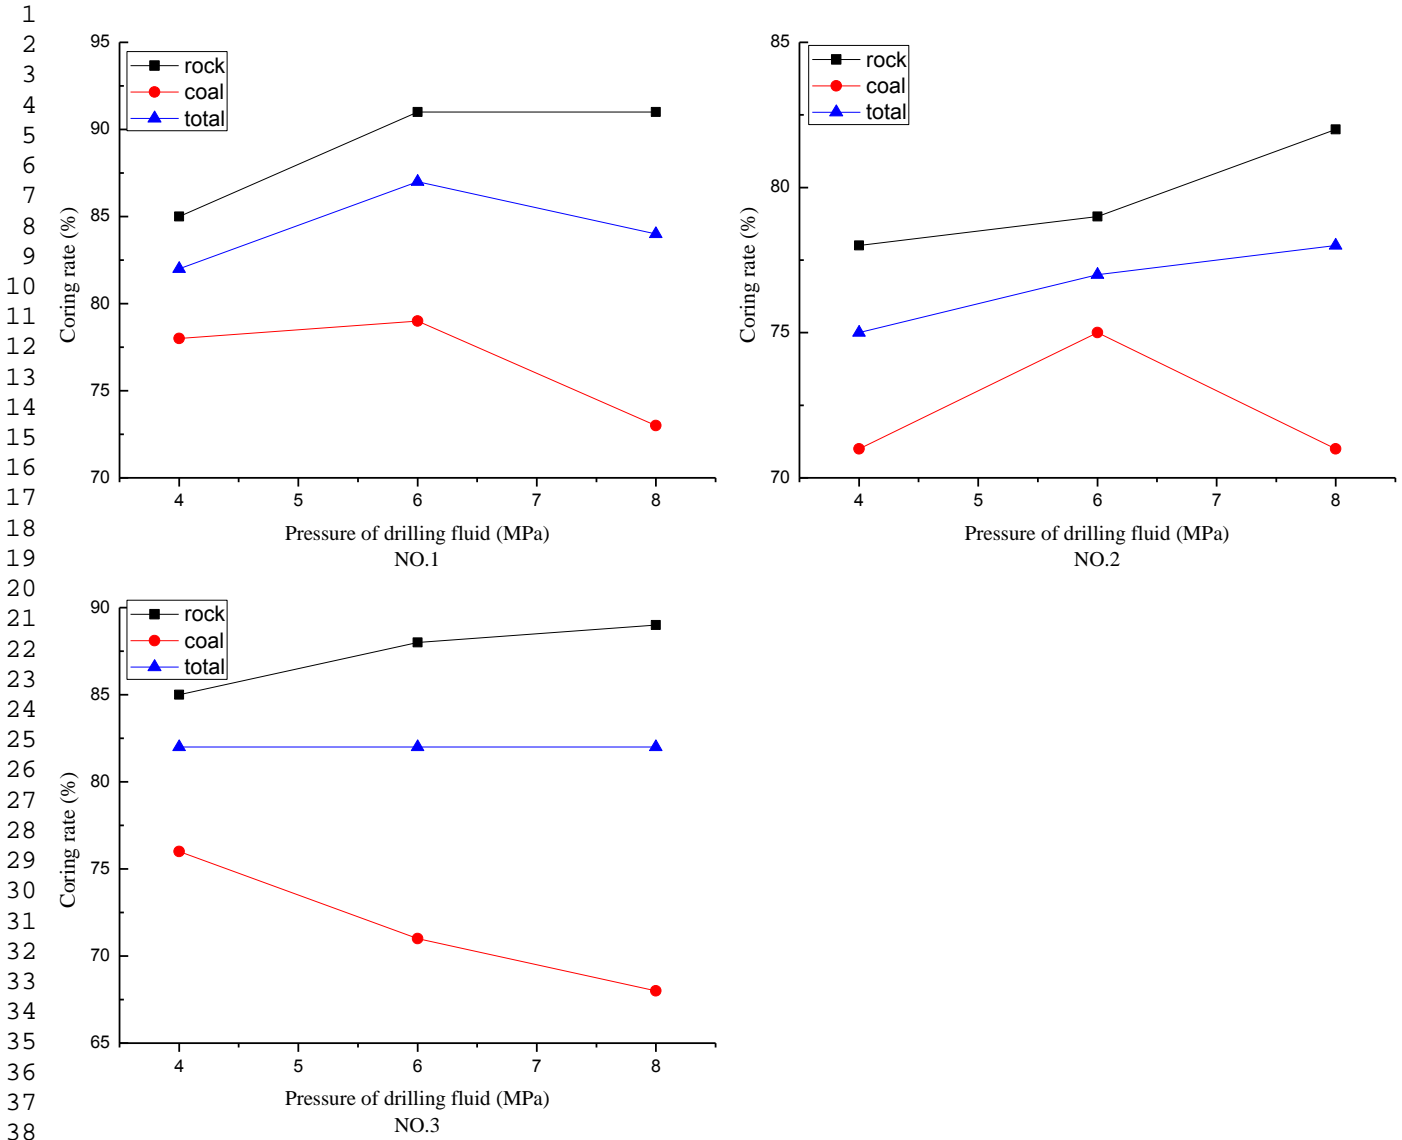 1
2
3
4
5
6
7
8
9
10
11
12
13
14
15
16
17
18
19
20
21
22
23
24
25
26
27
28
29
30
31
32
33
34
35
36
37
38
95
90
85
80
75
70
rock
coal
total
Coring rate (%)
4 5 6 7 8
Pressure of drilling fluid (MPa)
NO.1
85
80
75
70
rock
coal
total
Coring rate (%)
4 5 6 7 8
Pressure of drilling fluid (MPa)
NO.2
90
85
80
75
70
65
rock
coal
total
Coring rate (%)
4 5 6 7 8
Pressure of drilling fluid (MPa)
NO.3